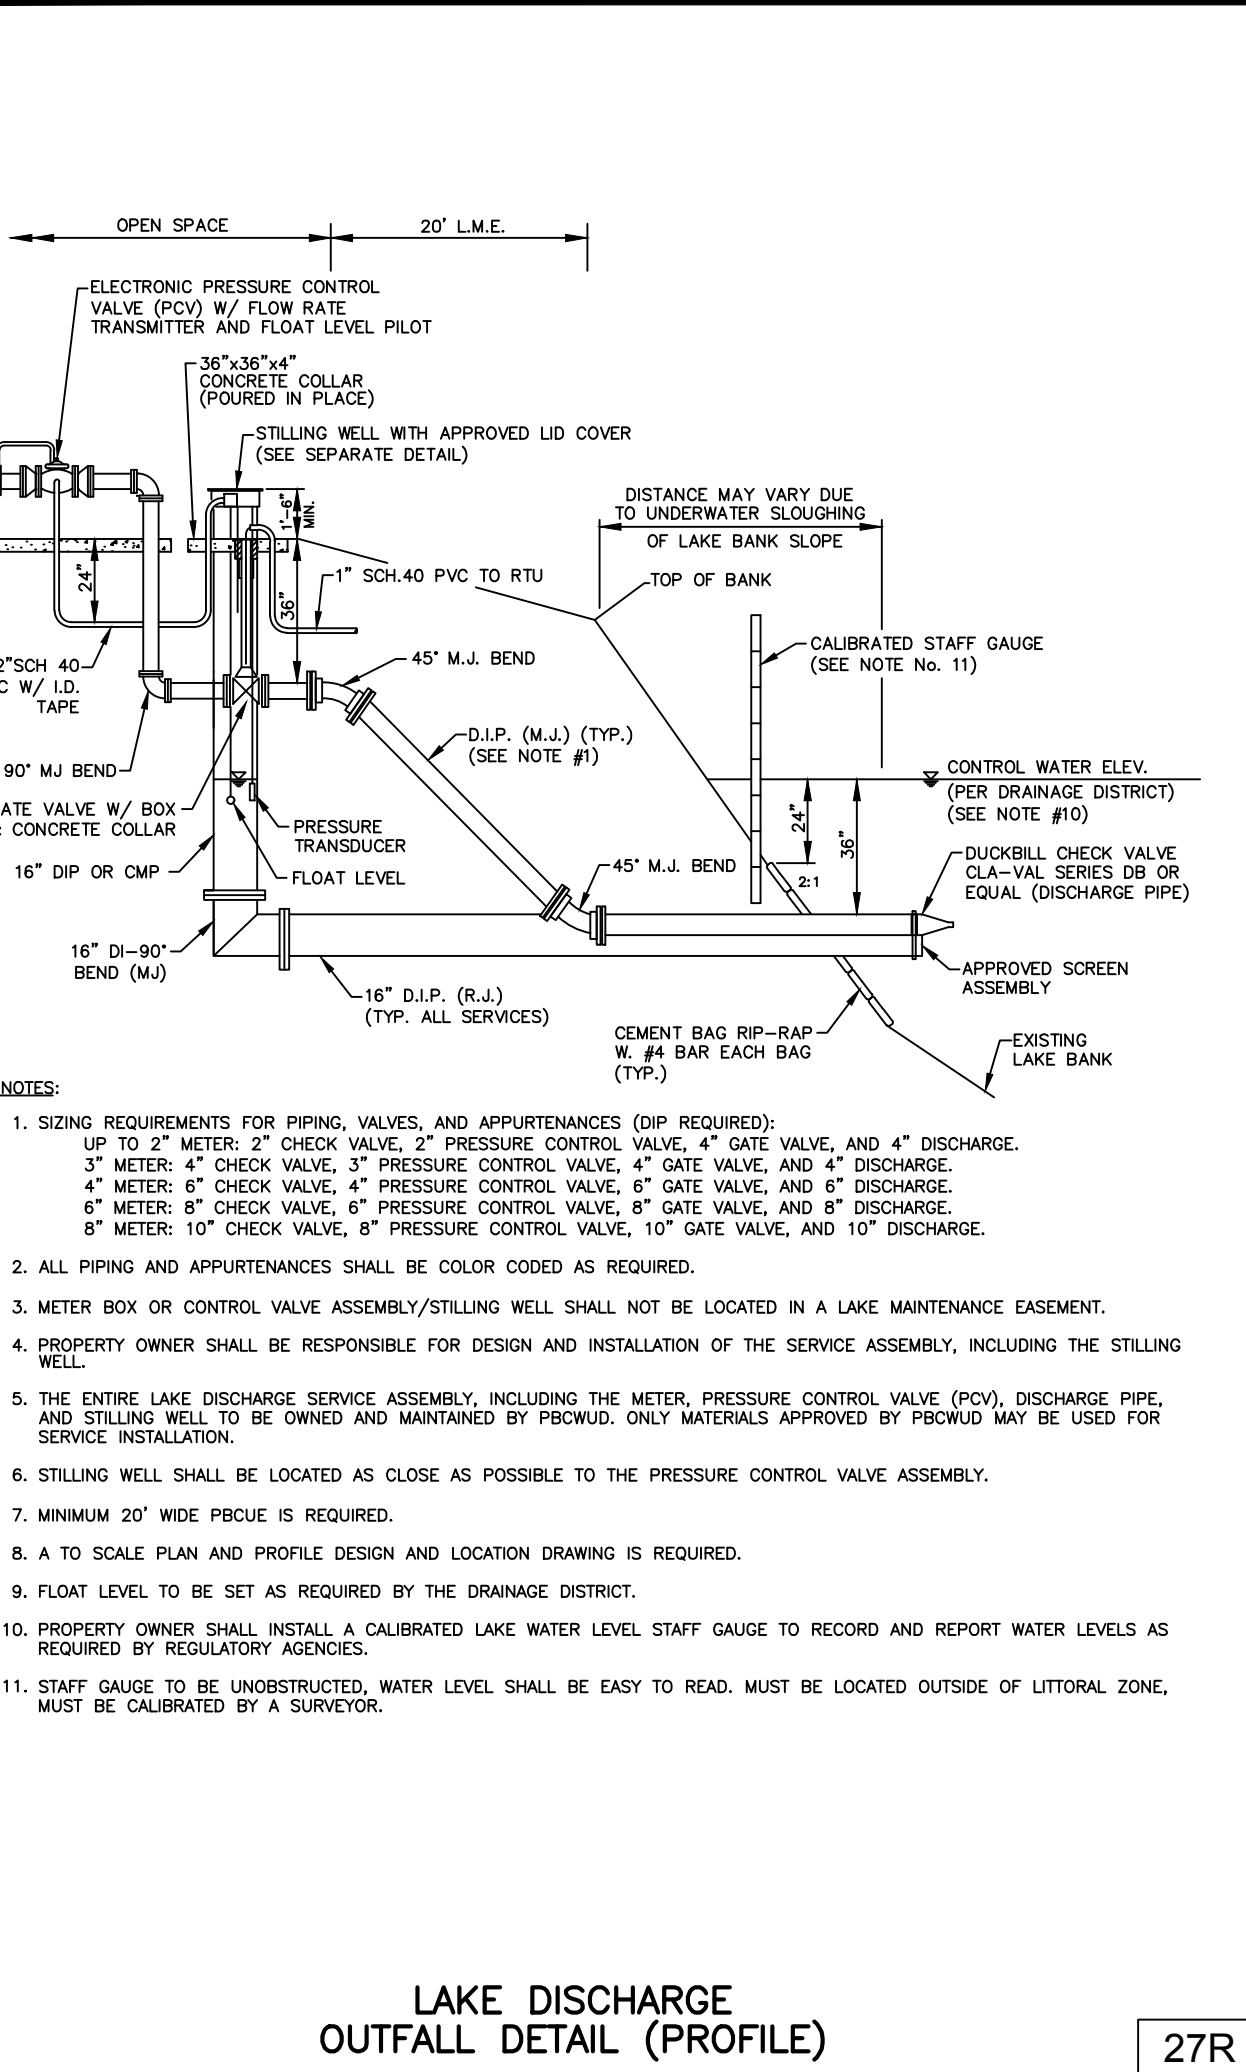 OPEN SPACE
20' L.M.E.
ELECTRONIC PRESSURE CONTROL
VALVE (PCV) W/ FLOW RATE
TRANSMITTER AND FLOAT LEVEL PILOT
36"x36"x4"
CONCRETE COLLAR
(POURED IN PLACE)
STILLING WELL WITH APPROVED LID COVER
(SEE SEPARATE DETAIL)
1'-6"
MIN.
DISTANCE MAY VARY DUE
TO UNDERWATER SLOUGHING
OF LAKE BANK SLOPE
24"
36"
1" SCH.40 PVC TO RTU
TOP OF BANK
CALIBRATED STAFF GAUGE
(SEE NOTE No. 11)
2"SCH 40
C W/ I.D.
TAPE
45° M.J. BEND
D.I.P. (M.J.) (TYP.)
(SEE NOTE #1)
90° MJ BEND
CONTROL WATER ELEV.
(PER DRAINAGE DISTRICT)
(SEE NOTE #10)
ATE VALVE W/ BOX
CONCRETE COLLAR
PRESSURE
TRANSDUCER
24"
36"
16" DIP OR CMP
FLOAT LEVEL
45° M.J. BEND
2:1
DUCKBILL CHECK VALVE
CLA-VAL SERIES DB OR
EQUAL (DISCHARGE PIPE)
16" DI-90°
BEND (MJ)
16" D.I.P. (R.J.)
(TYP. ALL SERVICES)
APPROVED SCREEN
ASSEMBLY
CEMENT BAG RIP-RAP
W. #4 BAR EACH BAG
(TYP.)
EXISTING
LAKE BANK
NOTES:
1. SIZING REQUIREMENTS FOR PIPING, VALVES, AND APPURTENANCES (DIP REQUIRED):
UP TO 2" METER: 2" CHECK VALVE, 2" PRESSURE CONTROL VALVE, 4" GATE VALVE, AND 4" DISCHARGE.
3" METER: 4" CHECK VALVE, 3" PRESSURE CONTROL VALVE, 4" GATE VALVE, AND 4" DISCHARGE.
4" METER: 6" CHECK VALVE, 4" PRESSURE CONTROL VALVE, 6" GATE VALVE, AND 6" DISCHARGE.
6" METER: 8" CHECK VALVE, 6" PRESSURE CONTROL VALVE, 8" GATE VALVE, AND 8" DISCHARGE.
8" METER: 10" CHECK VALVE, 8" PRESSURE CONTROL VALVE, 10" GATE VALVE, AND 10" DISCHARGE.
2. ALL PIPING AND APPURTENANCES SHALL BE COLOR CODED AS REQUIRED.
3. METER BOX OR CONTROL VALVE ASSEMBLY/STILLING WELL SHALL NOT BE LOCATED IN A LAKE MAINTENANCE EASEMENT.
4. PROPERTY OWNER SHALL BE RESPONSIBLE FOR DESIGN AND INSTALLATION OF THE SERVICE ASSEMBLY, INCLUDING THE STILLING
WELL.
5. THE ENTIRE LAKE DISCHARGE SERVICE ASSEMBLY, INCLUDING THE METER, PRESSURE CONTROL VALVE (PCV), DISCHARGE PIPE,
AND STILLING WELL TO BE OWNED AND MAINTAINED BY PBCWUD. ONLY MATERIALS APPROVED BY PBCWUD MAY BE USED FOR
SERVICE INSTALLATION.
6. STILLING WELL SHALL BE LOCATED AS CLOSE AS POSSIBLE TO THE PRESSURE CONTROL VALVE ASSEMBLY.
7. MINIMUM 20' WIDE PBCUE IS REQUIRED.
8. A TO SCALE PLAN AND PROFILE DESIGN AND LOCATION DRAWING IS REQUIRED.
9. FLOAT LEVEL TO BE SET AS REQUIRED BY THE DRAINAGE DISTRICT.
10. PROPERTY OWNER SHALL INSTALL A CALIBRATED LAKE WATER LEVEL STAFF GAUGE TO RECORD AND REPORT WATER LEVELS AS
REQUIRED BY REGULATORY AGENCIES.
11. STAFF GAUGE TO BE UNOBSTRUCTED, WATER LEVEL SHALL BE EASY TO READ. MUST BE LOCATED OUTSIDE OF LITTORAL ZONE,
MUST BE CALIBRATED BY A SURVEYOR.
LAKE DISCHARGE
OUTFALL DETAIL (PROFILE)
27R